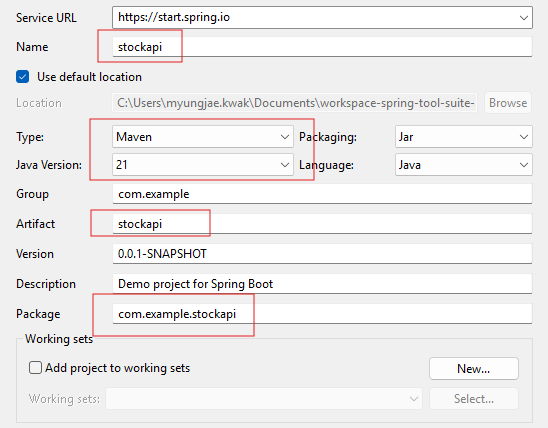 Service URL https://start.spring.io
Name stockapi
Use default location
Location C:\Users\myungjae.kwak\Documents\workspace-spring-tool-suite- Browse
Type: Maven Packaging: Jar
Java Version: 21 Language: Java
Group com.example
Artifact stockapi
Version 0.0.1-SNAPSHOT
Description Demo project for Spring Boot
Package com.example.stockapi
Working sets
Add project to working sets New...
Working sets: Select...